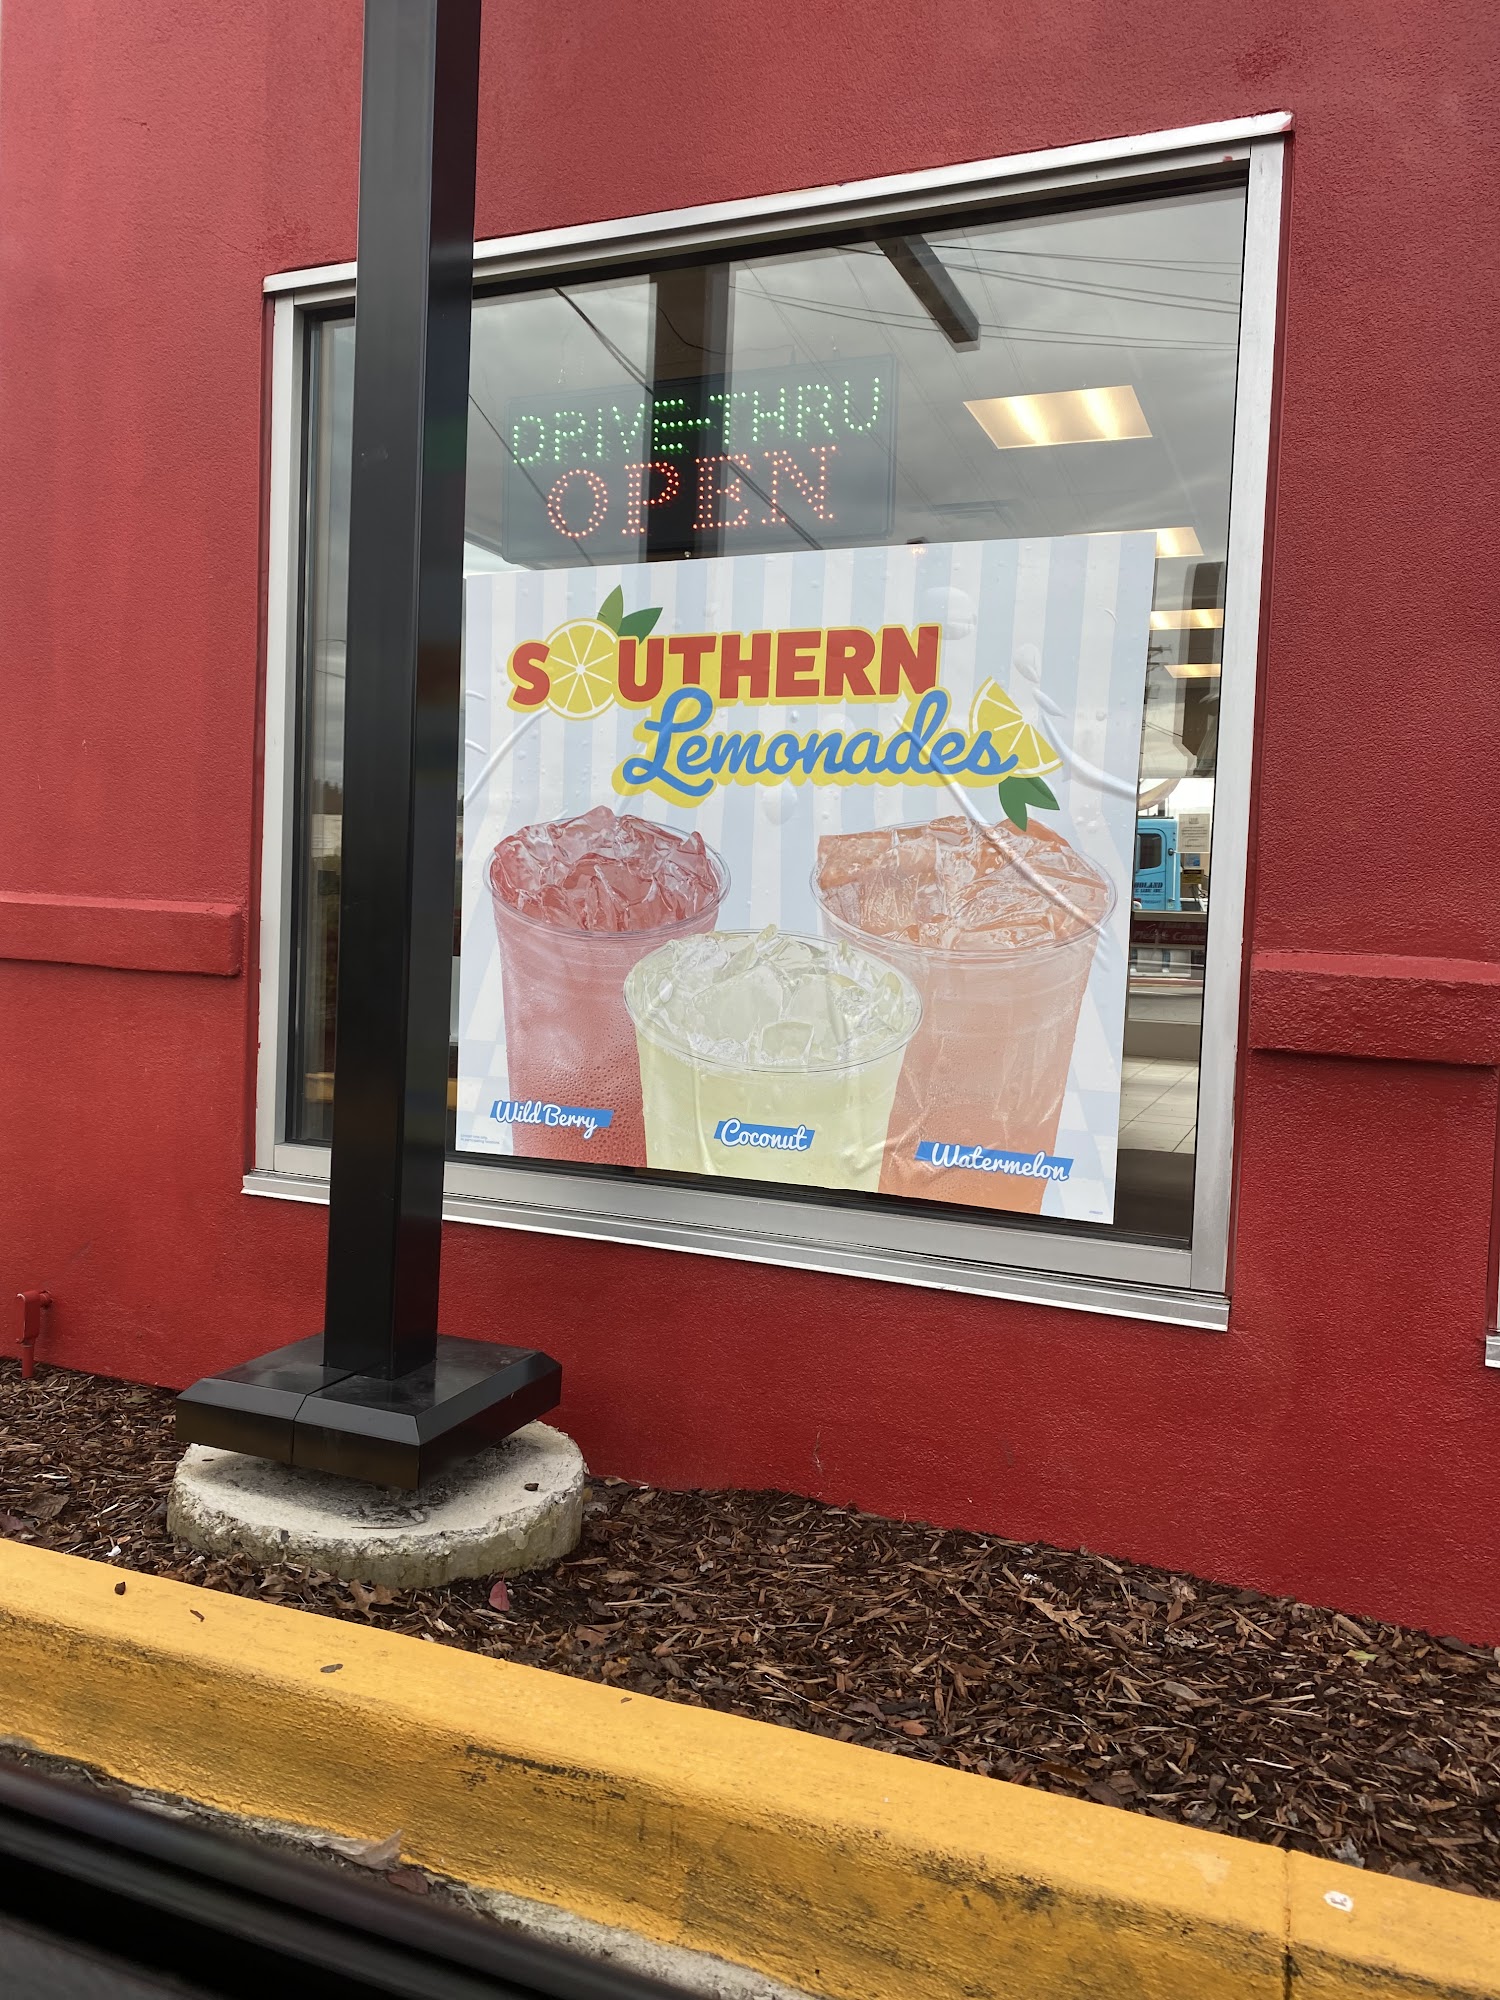 DRIVE-THRU
OPEN
SOUTHERN
Lemonades
Wild Berry
Coconut
Watermelon